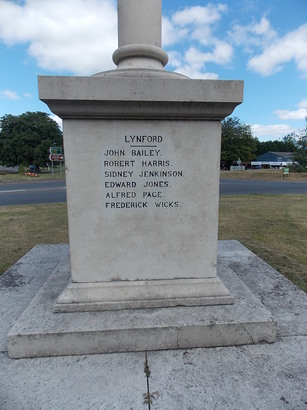 LYNFORD
JOHN BAILEY.
ROBERT HARRIS.
SIDNEY JENKINSON.
EDWARD JONES.
ALFRED PAGE.
FREDERICK WICKS.